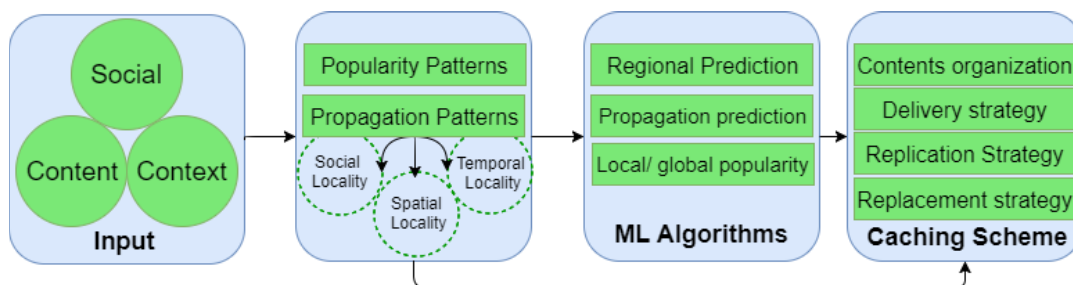 Social
Content
Context
Input
Popularity Patterns
Propagation Patterns
Social
Locality
Temporal
Locality
Spatial
Locality
Regional Prediction
Propagation prediction
Local/ global popularity
ML Algorithms
Contents organization
Delivery strategy
Replication Strategy
Replacement strategy
Caching Scheme